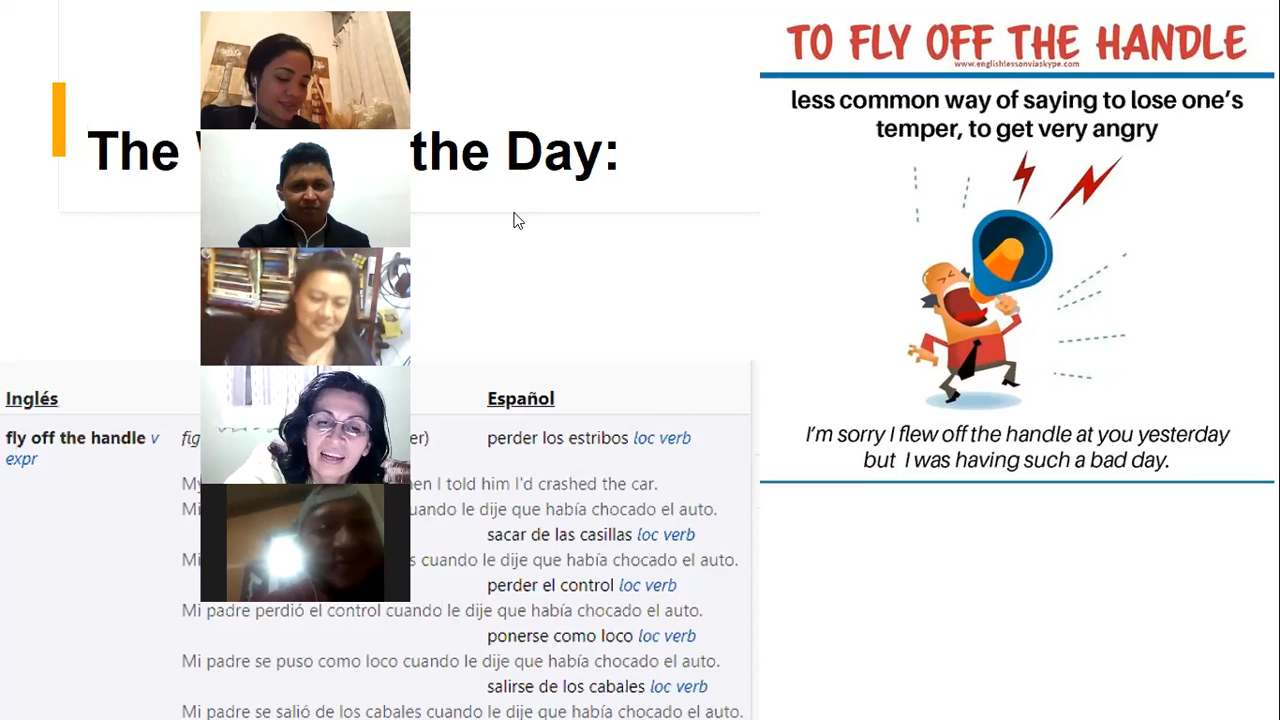 The
the Day:
TO FLY OFF THE HANDLE
www.englishlessonviaskype.com
less common way of saying to lose one's
temper, to get very angry
I'm sorry I flew off the handle at you yesterday
but I was having such a bad day.
Inglés
Español
fly off the handle v
expr
fig
er)
perder los estribos loc verb
My
en I told him I'd crashed the car.
Mi
uando le dije que había chocado el auto.
sacar de las casillas loc verb
Mi
s cuando le dije que había chocado el auto.
perder el control loc verb
Mi padre perdió el control cuando le dije que había chocado el auto.
ponerse como loco loc verb
Mi padre se puso como loco cuando le dije que había chocado el auto.
salirse de los cabales loc verb
Mi padre se salió de los cabales cuando le dije que había chocado el auto.